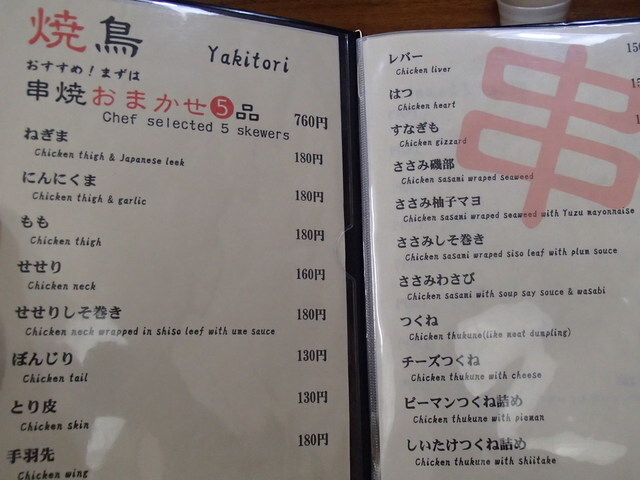 焼鳥 Yakitori
おすすめ!まずは
串焼おまかせ5品 760円
Chef selected 5 skewers
ねぎま 180円
Chicken thigh & Japanese leek
にんにくま 180円
Chicken thigh & garlic
もも 180円
Chicken thigh
せせり 160円
Chicken neck
せせりしそ巻き 180円
Chicken neck wrapped in shiso leef with ume sauce
ぼんじり 130円
Chicken tail
とり皮 130円
Chicken skin
手羽先 180円
Chicken wing
串
レバー
Chicken liver
はつ
Chicken heart
すなぎも
Chicken gizzard
ささみ磯部
Chicken sasami wraped seaweed
ささみ柚子マヨ
Chicken sasami wraped seaweed with Yuzu mayonnaise
ささみしそ巻き
Chicken sasami wraped siso leaf with plum souce
ささみわさび
Chicken sasami with soup say souce & wasabi
つくね
Chicken thukune(like meat dumpling)
チーズつくね
Chicken thukune with cheese
ピーマンつくね詰め
Chicken thukune with pieman
しいたけつくね詰め
Chicken thukune with shiitake